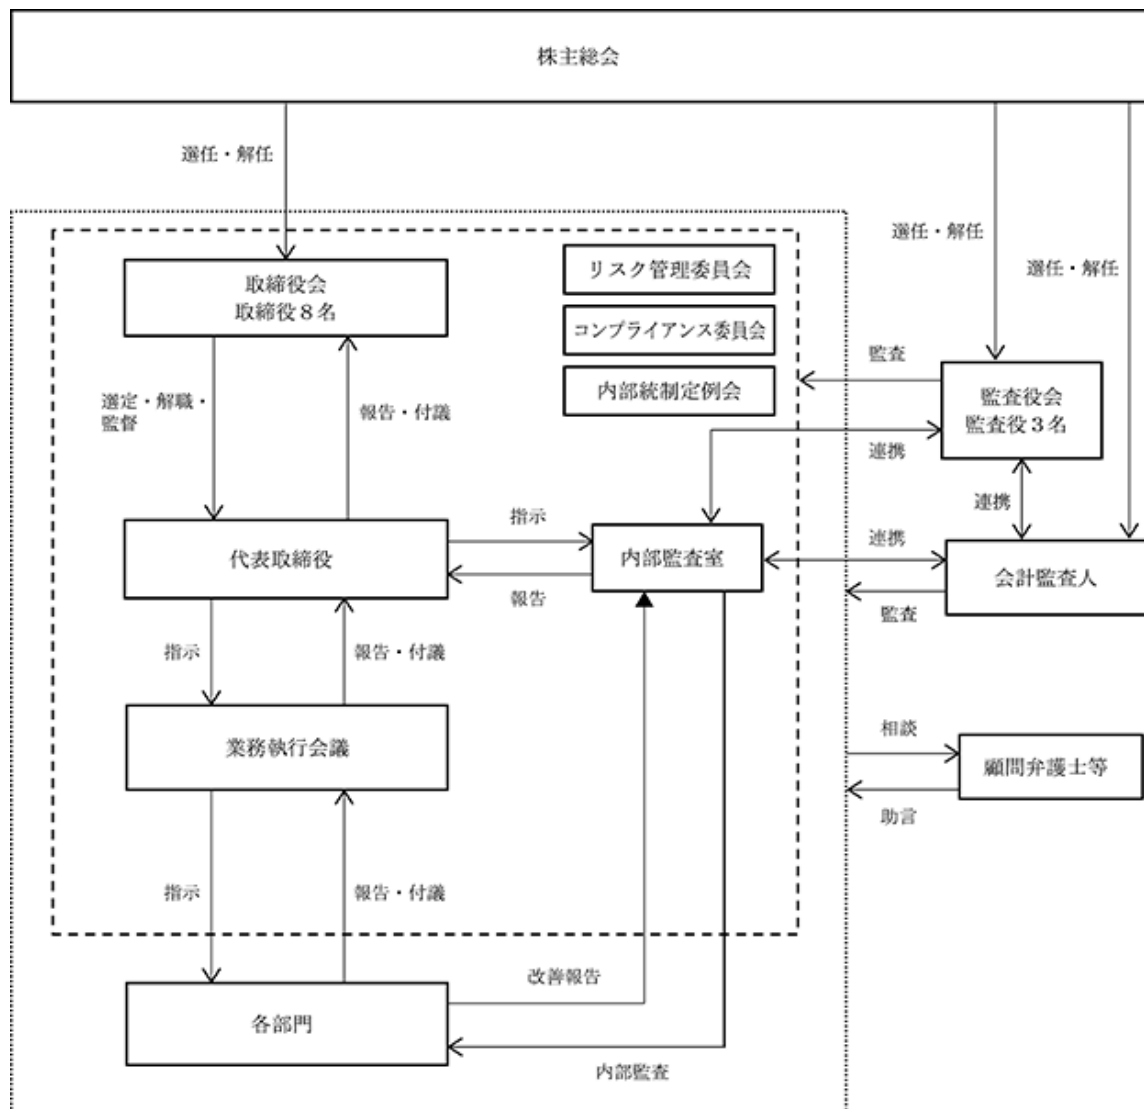 株主総会
選任・解任
選任・解任
選任・解任
取締役会
取締役8名
リスク管理委員会
コンプライアンス委員会
内部統制定例会
監査
監査役会
監査役3名
選定・解職・
監督
報告・付議
連携
連携
代表取締役
指示
報告
内部監査室
連携
監査
会計監査人
指示
報告・付議
業務執行会議
相談
助言
顧問弁護士等
指示
報告・付議
改善報告
各部門
内部監査